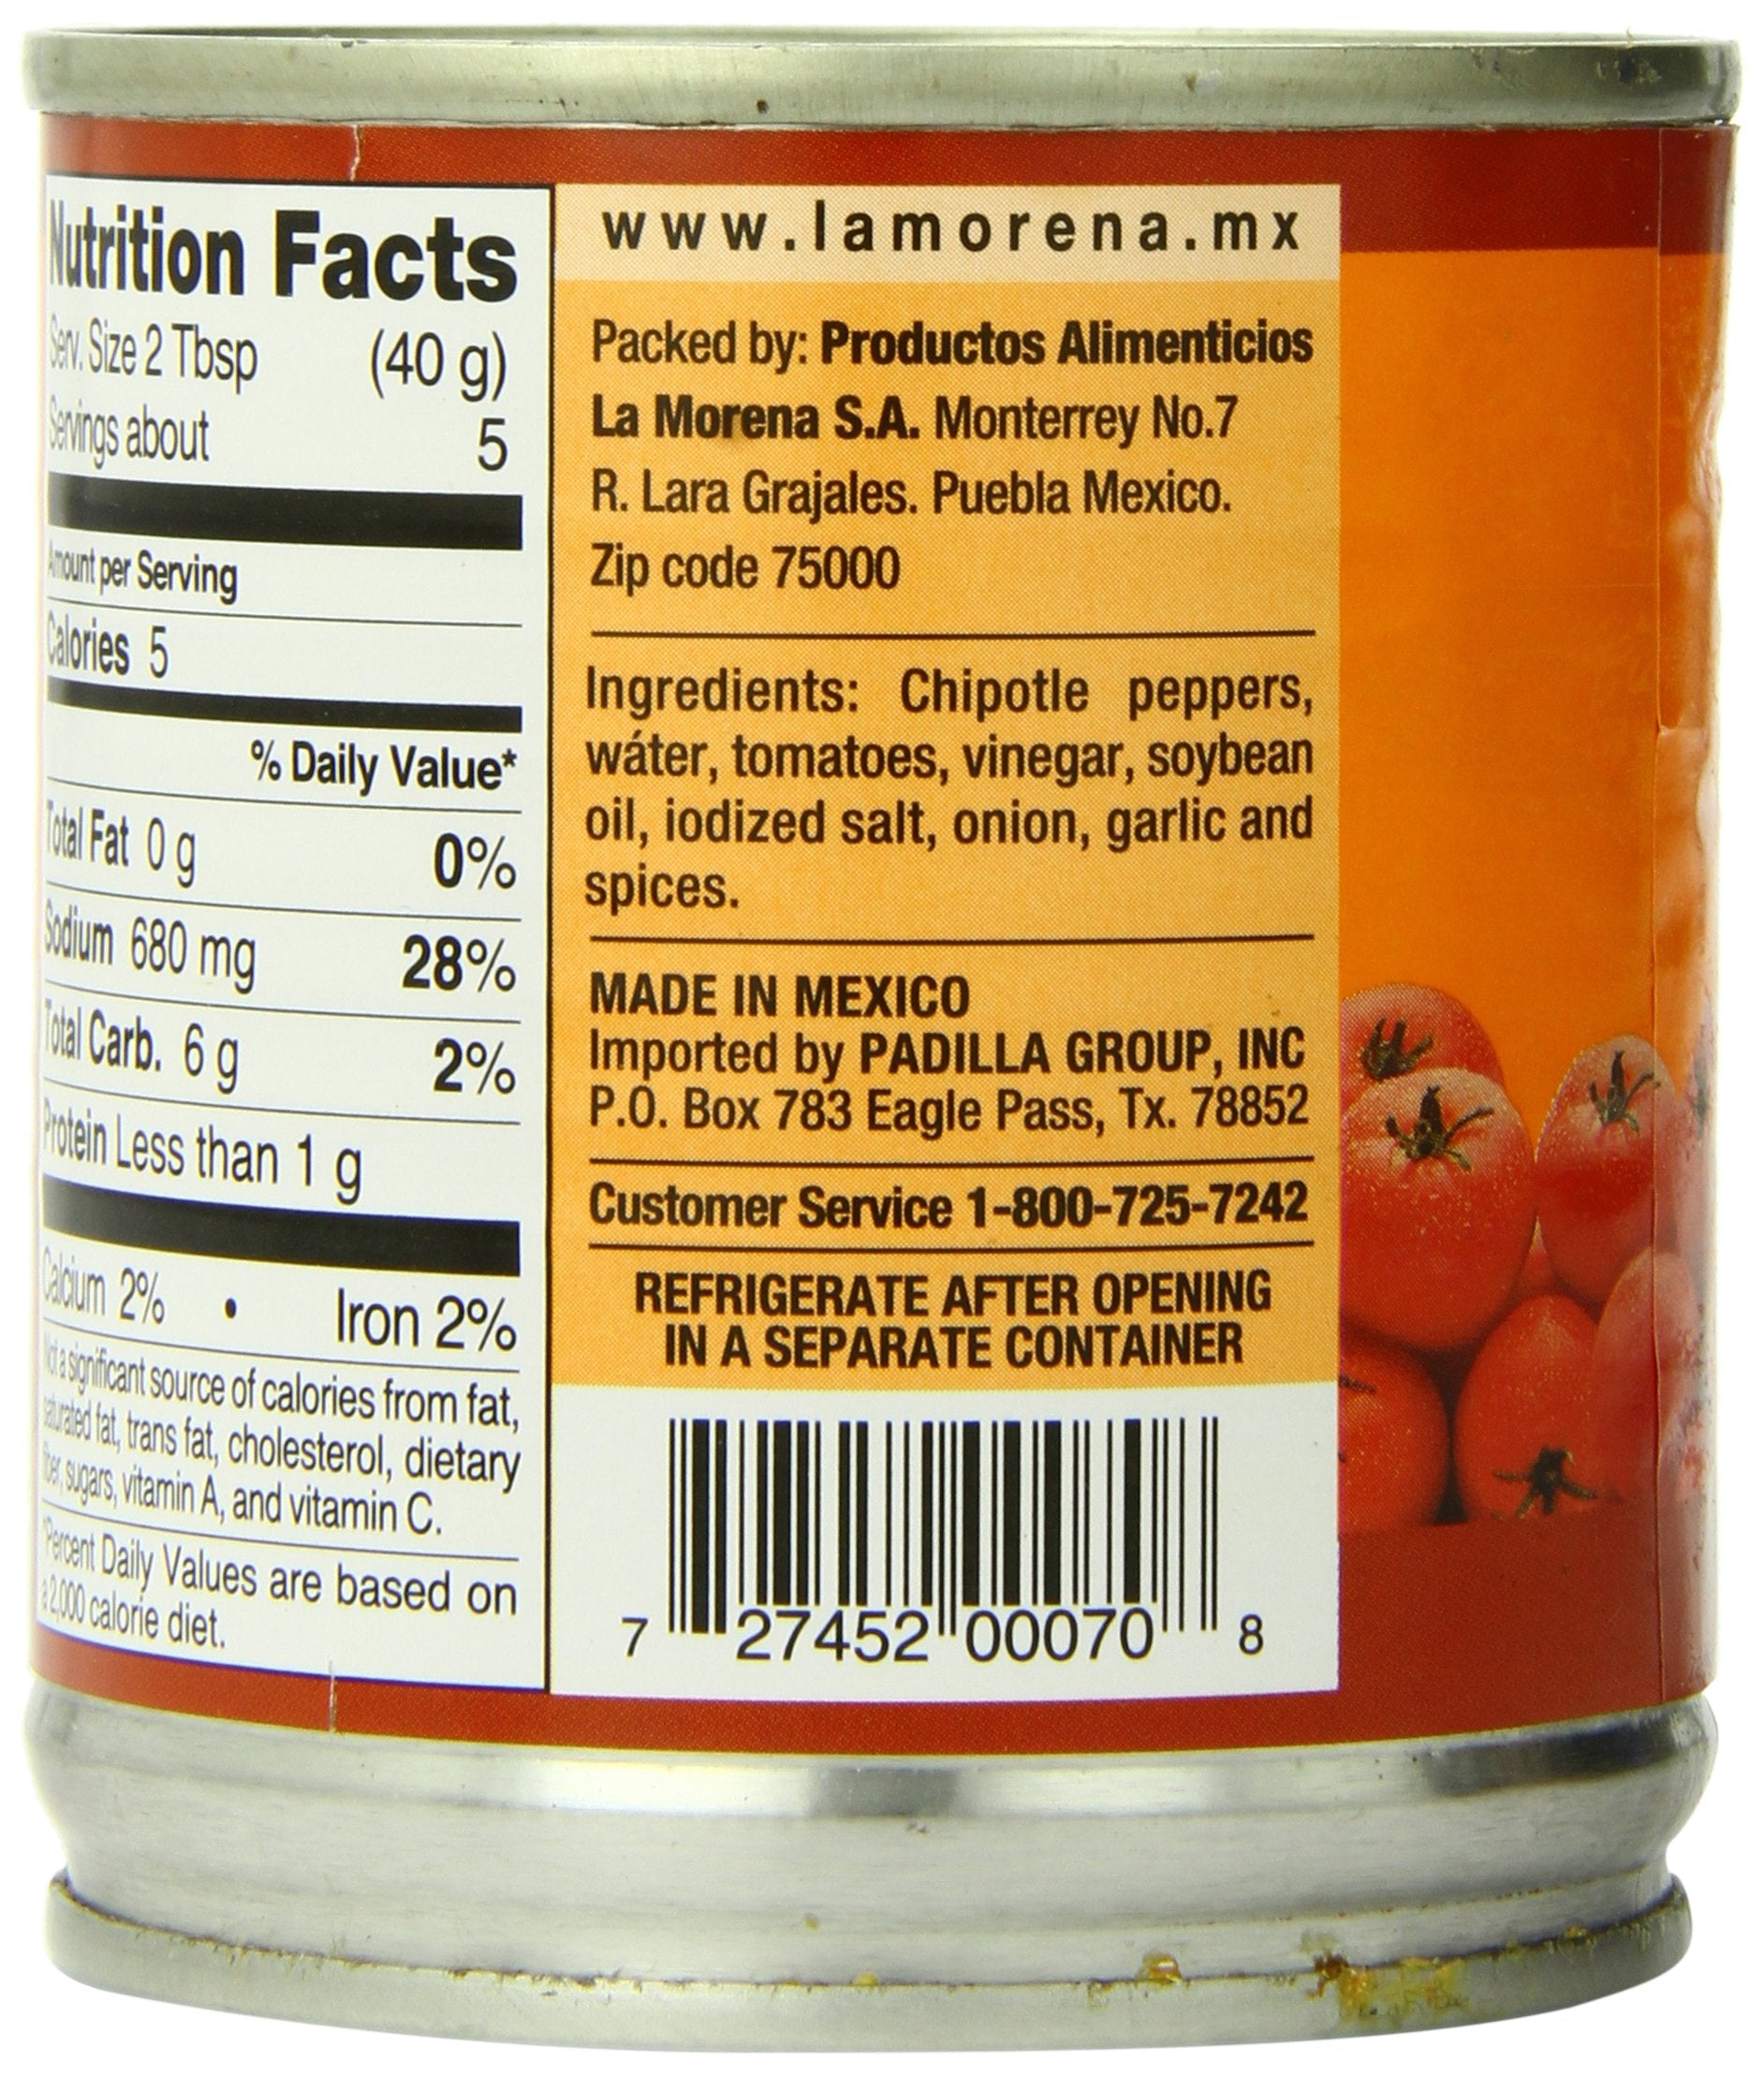 Nutrition Facts
Serv. Size 2 Tbsp (40 g)
Servings about 5
Amount per Serving
Calories 5
% Daily Value*
Total Fat 0 g 0%
Sodium 680 mg 28%
Total Carb. 6 g 2%
Protein Less than 1 g
Calcium 2% • Iron 2%
Not a significant source of calories from fat,
saturated fat, trans fat, cholesterol, dietary
fiber, sugars, vitamin A, and vitamin C.
*Percent Daily Values are based on
a 2,000 calorie diet.
www.lamorena.mx
Packed by: Productos Alimenticios
La Morena S.A. Monterrey No.7
R. Lara Grajales. Puebla Mexico.
Zip code 75000
Ingredients: Chipotle peppers,
wáter, tomatoes, vinegar, soybean
oil, iodized salt, onion, garlic and
spices.
MADE IN MEXICO
Imported by PADILLA GROUP, INC
P.O. Box 783 Eagle Pass, Tx. 78852
Customer Service 1-800-725-7242
REFRIGERATE AFTER OPENING
IN A SEPARATE CONTAINER
7 27452 00070 8